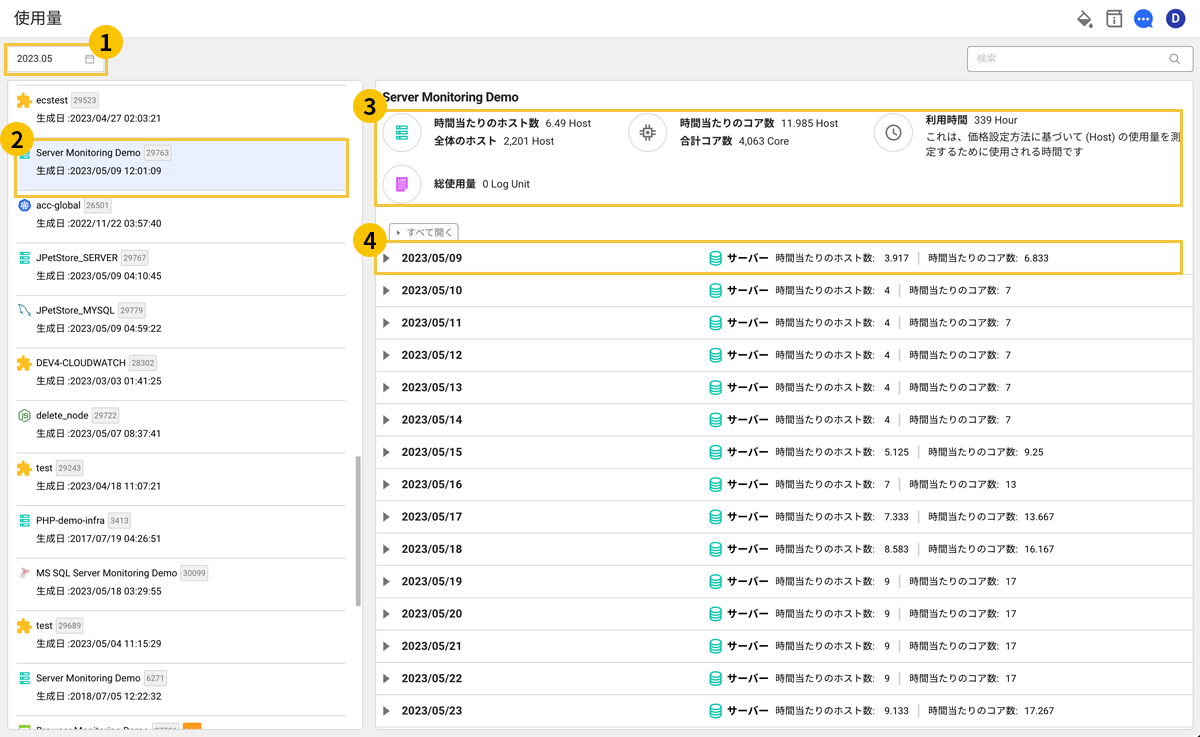 使用量
D
1
2023.05
検索
ecstest 29523
生成日 :2023/04/27 02:03:21
2
Server Monitoring Demo 29763
生成日 :2023/05/09 12:01:09
acc-global 26501
生成日 :2022/11/22 03:57:40
JPetStore_SERVER 29767
生成日 :2023/05/09 04:10:45
JPetStore_MYSQL 29779
生成日 :2023/05/09 04:59:22
DEV4-CLOUDWATCH 28302
生成日 :2023/03/03 01:41:25
delete_node 29722
生成日 :2023/05/07 08:37:41
test 29243
生成日 :2023/04/18 11:07:21
PHP-demo-infra 3413
生成日 :2017/07/19 04:26:51
MS SQL Server Monitoring Demo 30099
生成日 :2023/05/18 03:29:55
test 29689
生成日 :2023/05/04 11:15:29
Server Monitoring Demo 6271
生成日 :2018/07/05 12:22:32
Server Monitoring Demo
3
時間当たりのホスト数 6.49 Host
全体のホスト 2,201 Host
時間当たりのコア数 11.985 Host
合計コア数 4,063 Core
利用時間 339 Hour
これは、価格設定方法に基づいて (Host) の使用量を測
定するために使用される時間です
総使用量 0 Log Unit
すべて開く
4
2023/05/09 サーバー 時間当たりのホスト数: 3.917 | 時間当たりのコア数: 6.833
2023/05/10 サーバー 時間当たりのホスト数: 4 | 時間当たりのコア数: 7
2023/05/11 サーバー 時間当たりのホスト数: 4 | 時間当たりのコア数: 7
2023/05/12 サーバー 時間当たりのホスト数: 4 | 時間当たりのコア数: 7
2023/05/13 サーバー 時間当たりのホスト数: 4 | 時間当たりのコア数: 7
2023/05/14 サーバー 時間当たりのホスト数: 4 | 時間当たりのコア数: 7
2023/05/15 サーバー 時間当たりのホスト数: 5.125 | 時間当たりのコア数: 9.25
2023/05/16 サーバー 時間当たりのホスト数: 7 | 時間当たりのコア数: 13
2023/05/17 サーバー 時間当たりのホスト数: 7.333 | 時間当たりのコア数: 13.667
2023/05/18 サーバー 時間当たりのホスト数: 8.583 | 時間当たりのコア数: 16.167
2023/05/19 サーバー 時間当たりのホスト数: 9 | 時間当たりのコア数: 17
2023/05/20 サーバー 時間当たりのホスト数: 9 | 時間当たりのコア数: 17
2023/05/21 サーバー 時間当たりのホスト数: 9 | 時間当たりのコア数: 17
2023/05/22 サーバー 時間当たりのホスト数: 9 | 時間当たりのコア数: 17
2023/05/23 サーバー 時間当たりのホスト数: 9.133 | 時間当たりのコア数: 17.267